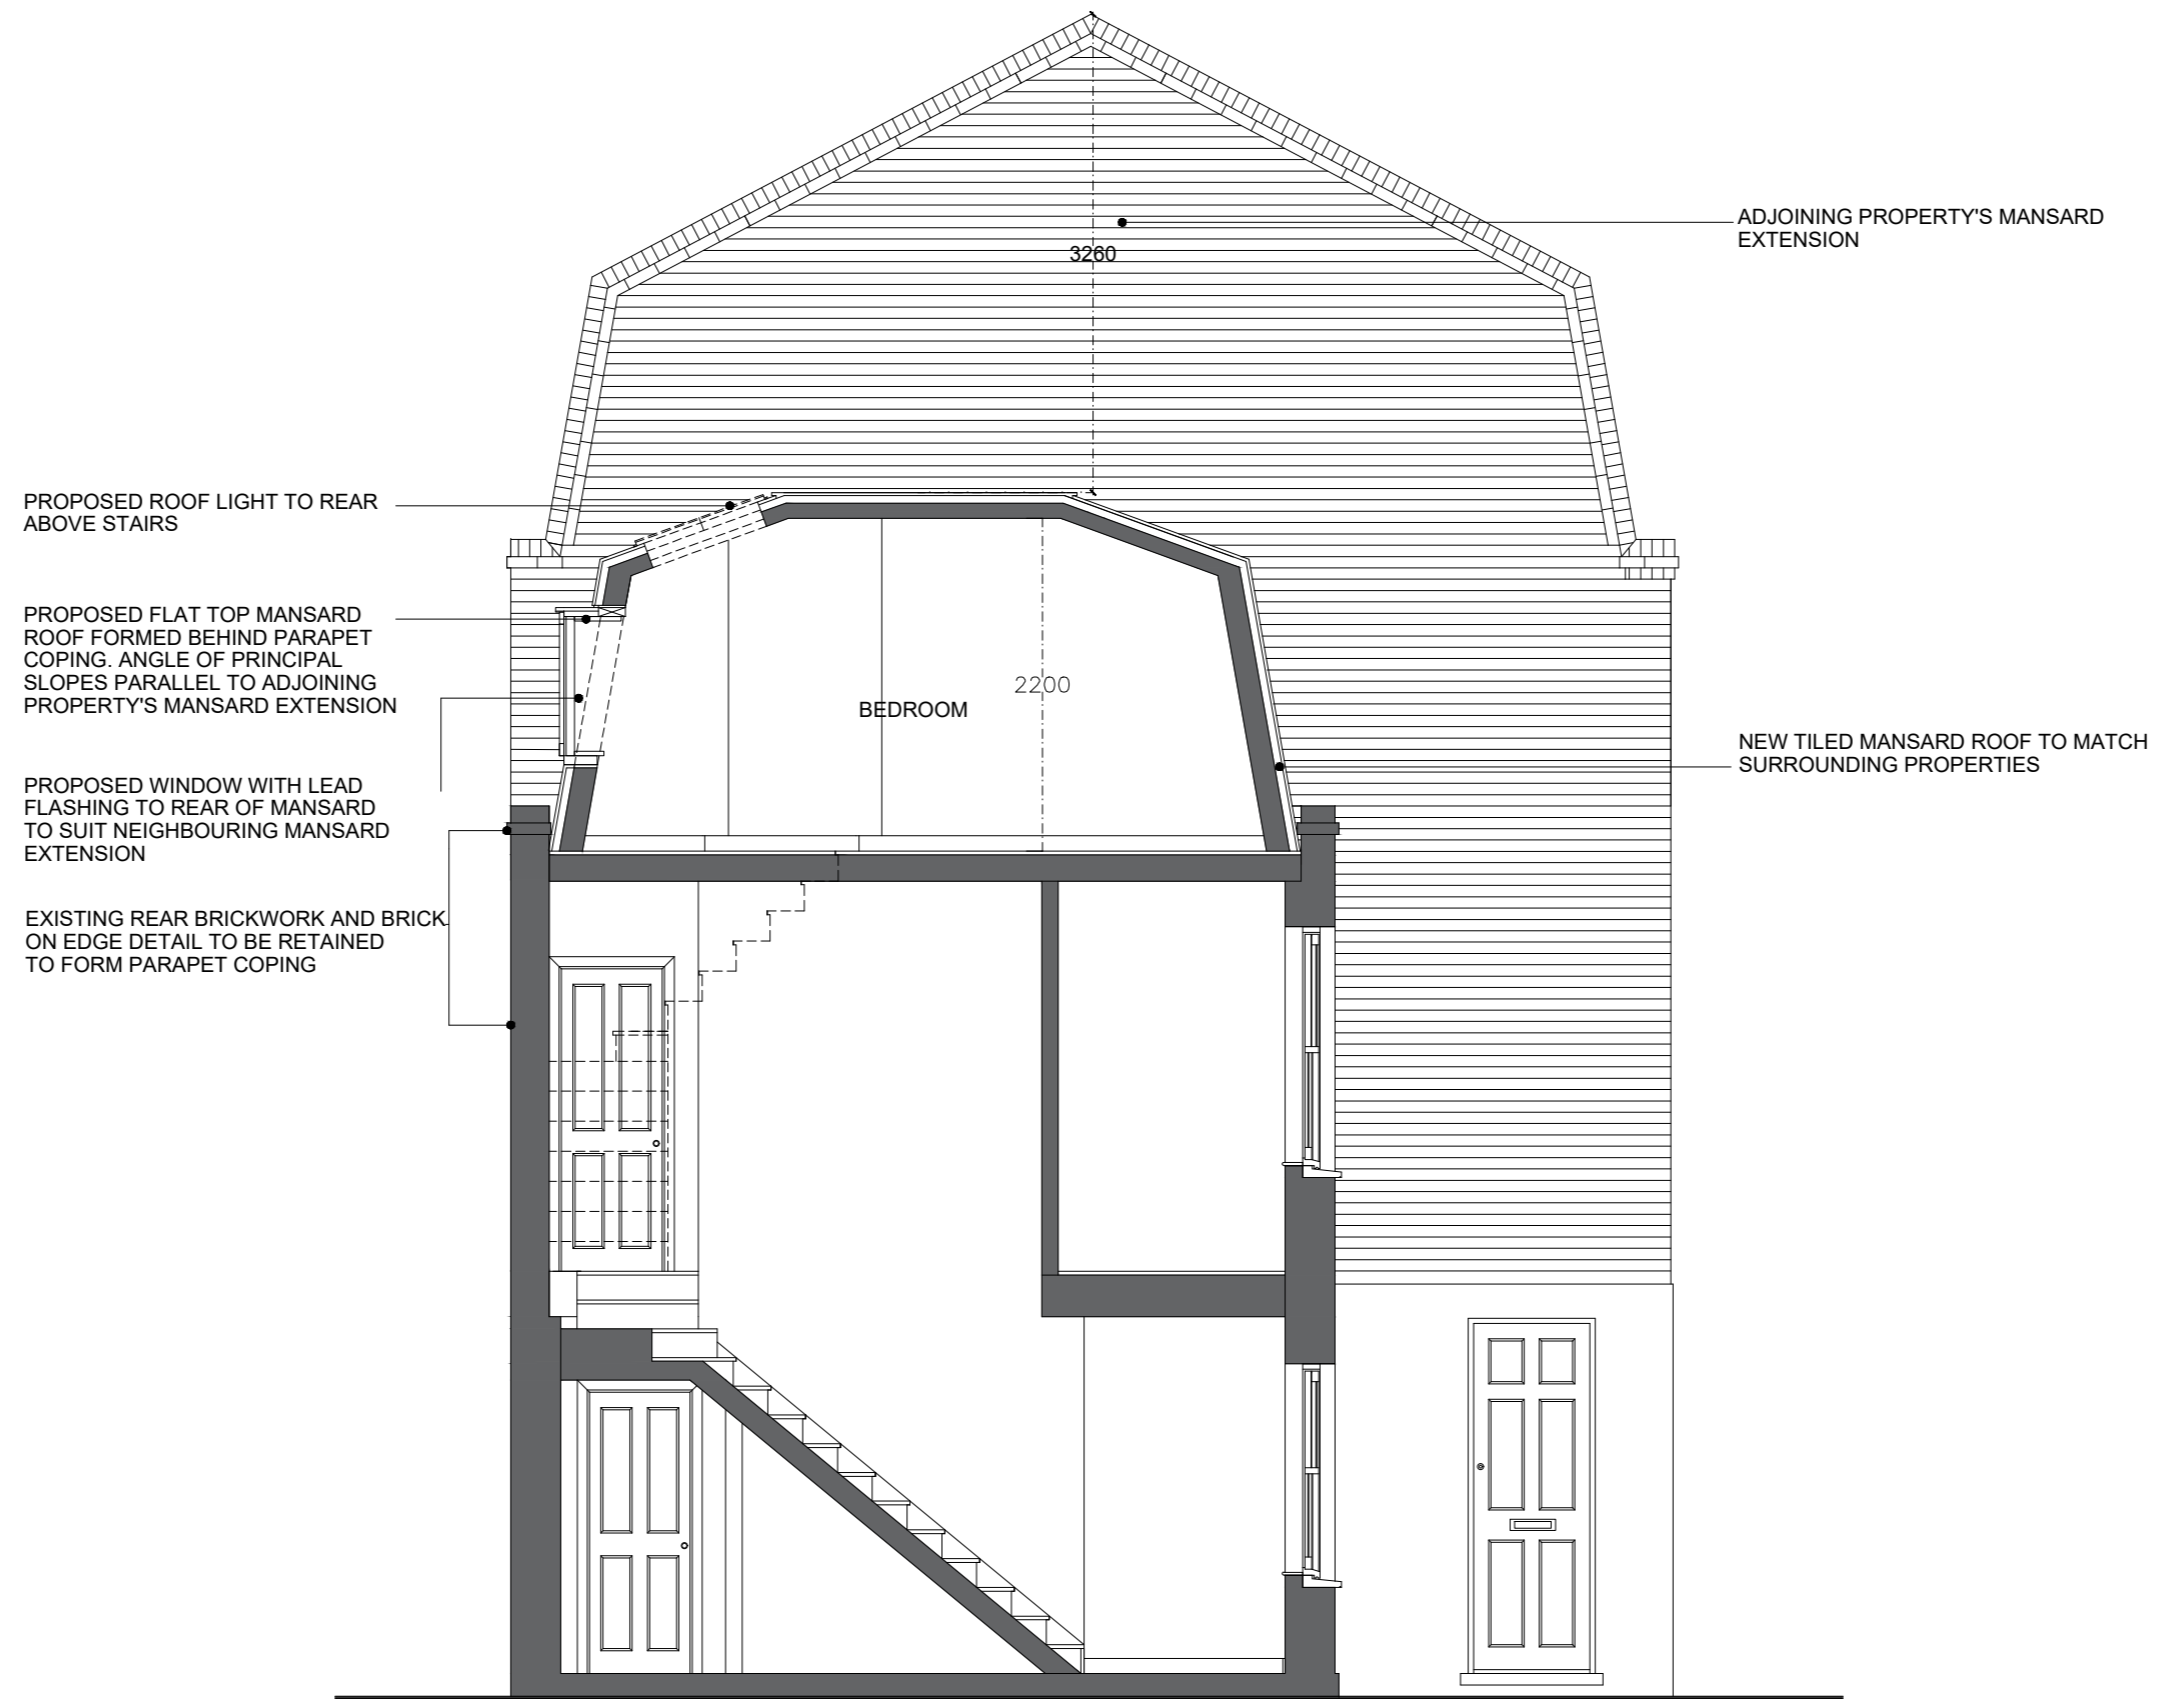 ADJOINING PROPERTY'S MANSARD
EXTENSION
3260
PROPOSED ROOF LIGHT TO REAR
ABOVE STAIRS
PROPOSED FLAT TOP MANSARD
ROOF FORMED BEHIND PARAPET
COPING. ANGLE OF PRINCIPAL
SLOPES PARALLEL TO ADJOINING
PROPERTY'S MANSARD EXTENSION
2200
BEDROOM
NEW TILED MANSARD ROOF TO MATCH
SURROUNDING PROPERTIES
PROPOSED WINDOW WITH LEAD
FLASHING TO REAR OF MANSARD
TO SUIT NEIGHBOURING MANSARD
EXTENSION
EXISTING REAR BRICKWORK AND BRICK
ON EDGE DETAIL TO BE RETAINED
TO FORM PARAPET COPING